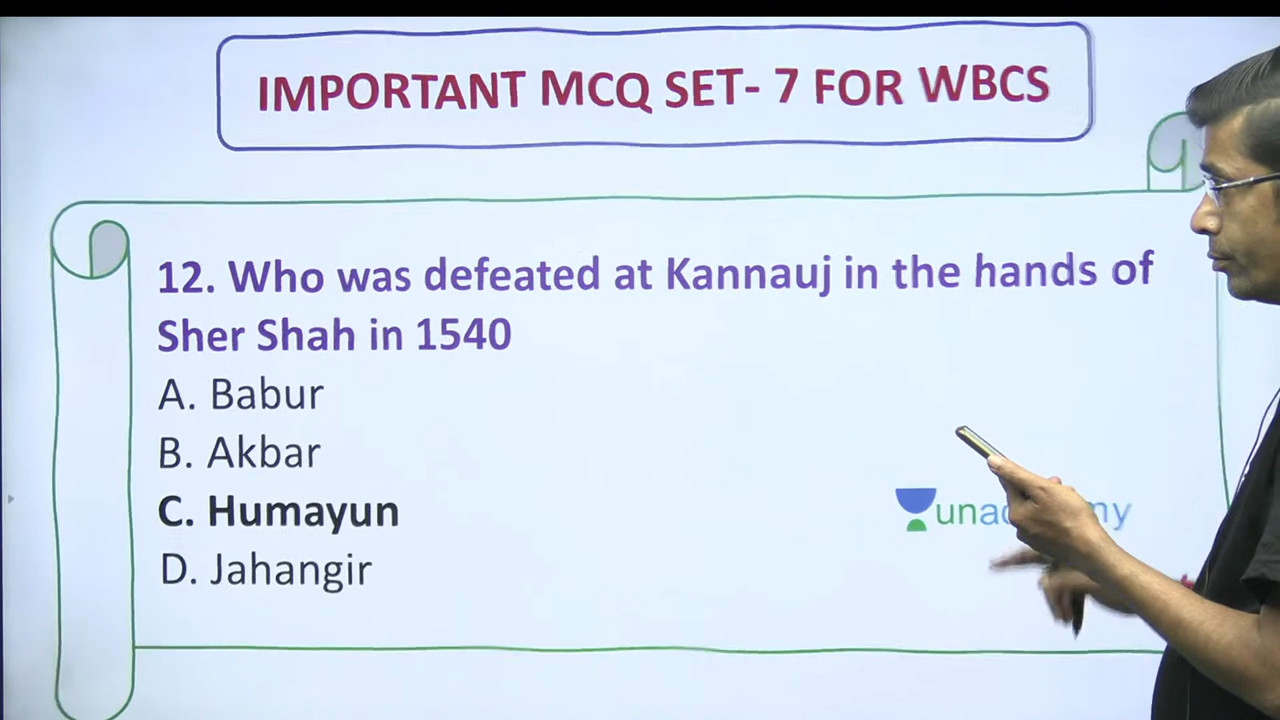 IMPORTANT MCQ SET- 7 FOR WBCS
12. Who was defeated at Kannauj in the hands of
Sher Shah in 1540
A. Babur
B. Akbar
C. Humayun
D. Jahangir